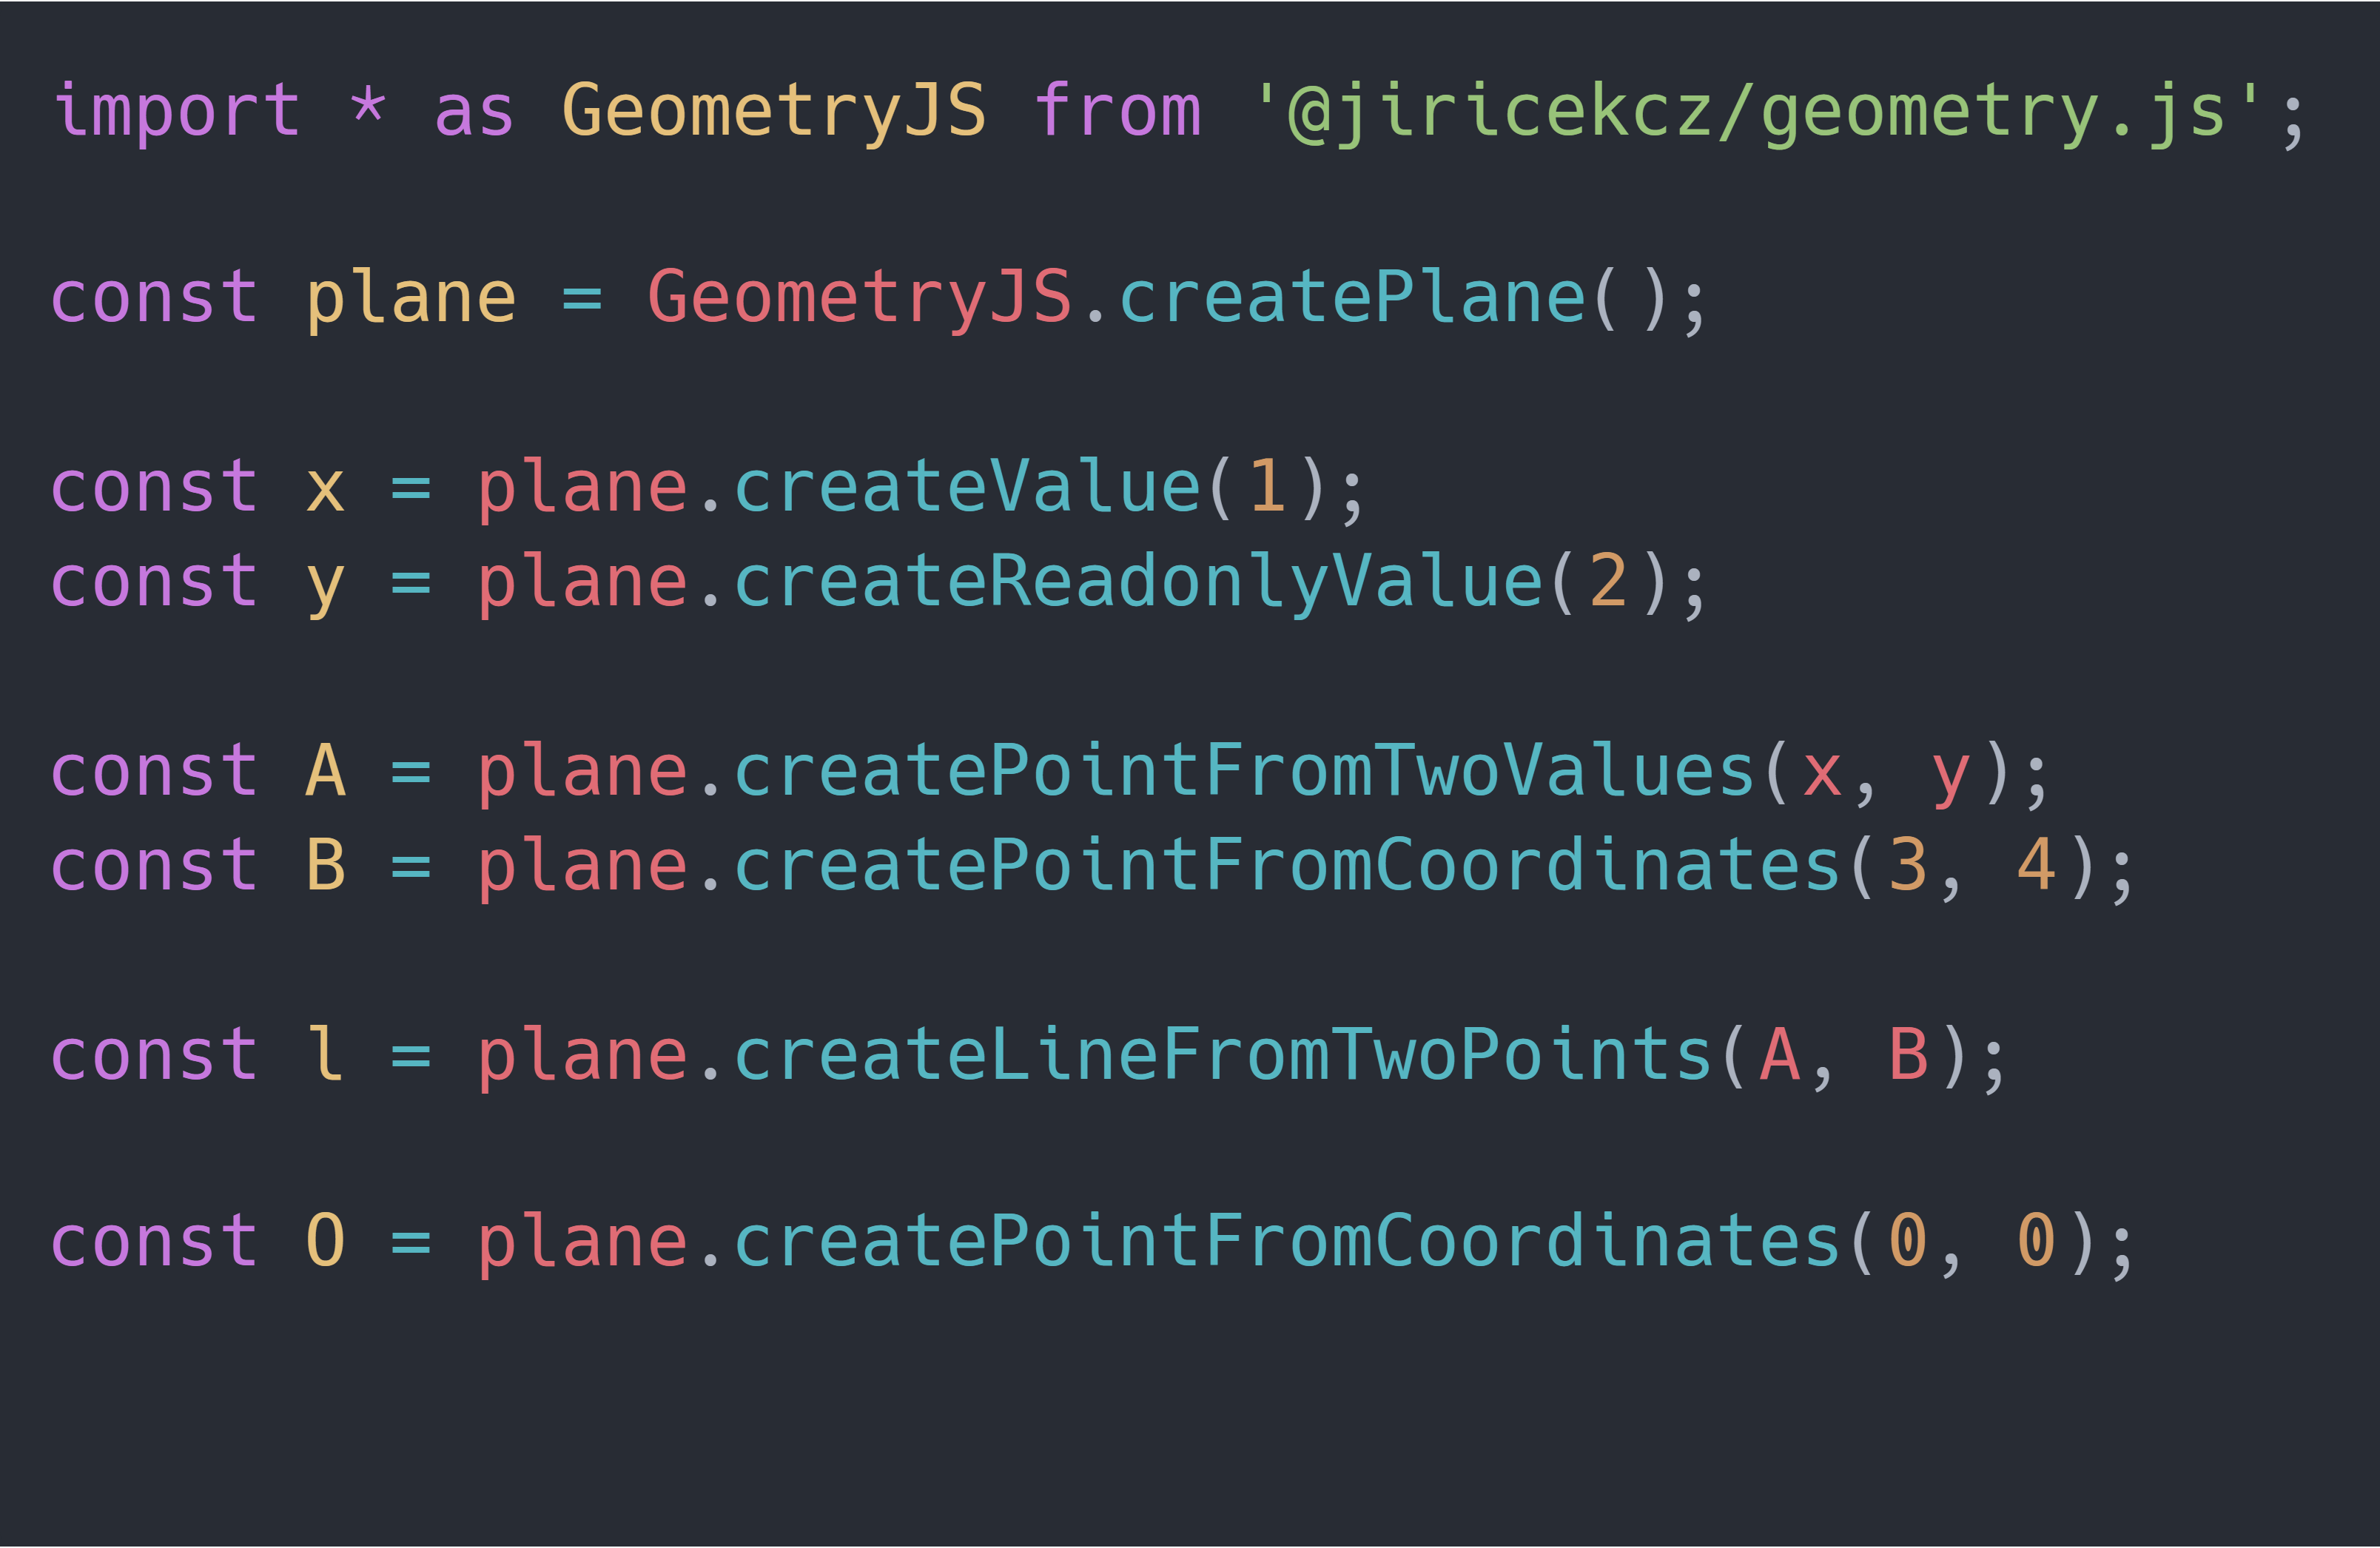 import * as GeometryJS from '@jiricekcz/geometry.js';
const plane = GeometryJS.createPlane();
const x = plane.createValue(1);
const y = plane.createReadonlyValue(2);
const A = plane.createPointFromTwoValues(x, y);
const B = plane.createPointFromCoordinates(3, 4);
const l = plane.createLineFromTwoPoints(A, B);
const O = plane.createPointFromCoordinates(0, 0);